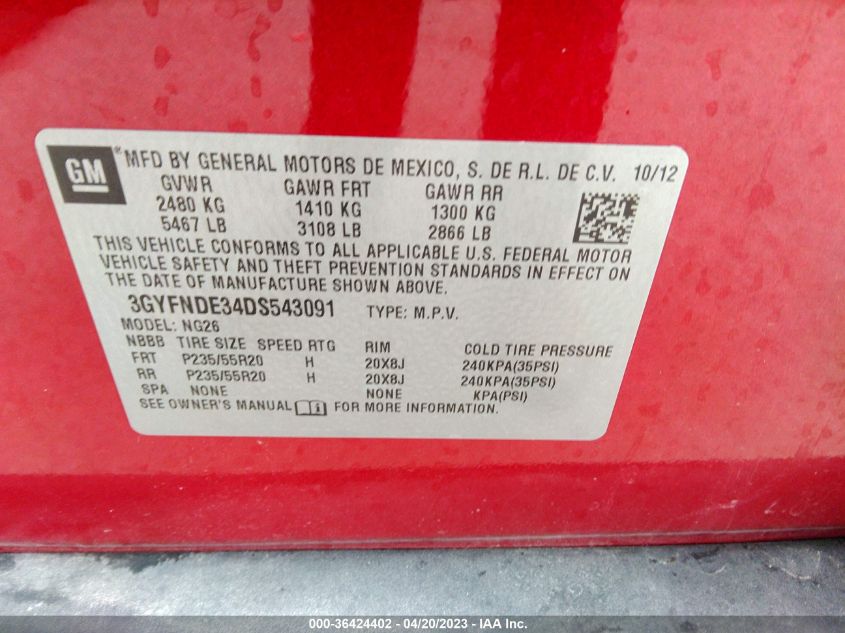 GM ® MFD BY GENERAL MOTORS DE MEXICO, S. DE R.L. DE C.V. 10/12
GVWR GAWR FRT GAWR RR
2480 KG 1410 KG 1300 KG
5467 LB 3108 LB 2866 LB
THIS VEHICLE CONFORMS TO ALL APPLICABLE U.S. FEDERAL MOTOR
VEHICLE SAFETY AND THEFT PREVENTION STANDARDS IN EFFECT ON
THE DATE OF MANUFACTURE SHOWN ABOVE.
3GYFNDE34DS543091 TYPE: M.P.V.
MODEL: NG26
NBBB TIRE SIZE SPEED RTG RIM COLD TIRE PRESSURE
FRT P235/55R20 H 20X8J 240KPA(35PSI)
RR P235/55R20 H 20X8J 240KPA(35PSI)
SPA NONE NONE KPA(PSI)
SEE OWNER'S MANUAL FOR MORE INFORMATION.
000-36424402 - 04/20/2023 - IAA Inc.